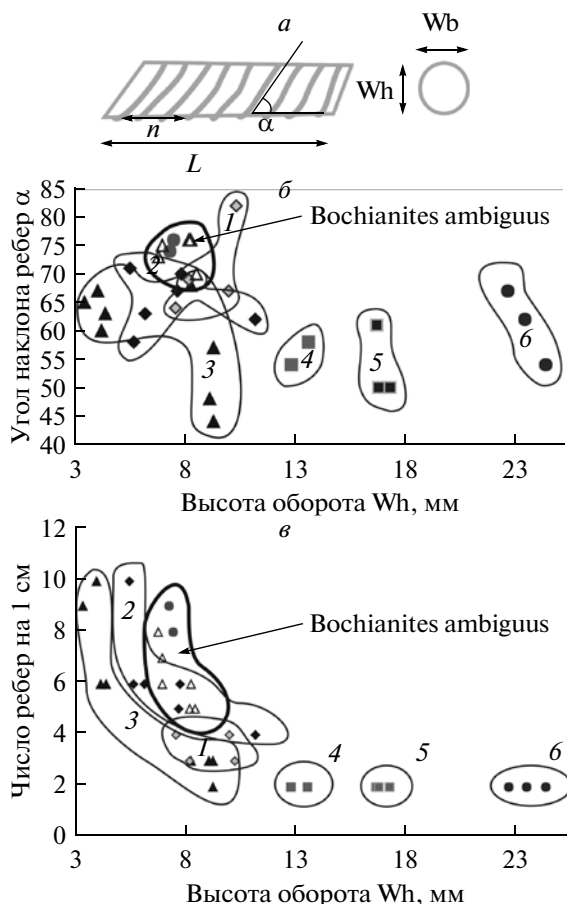 a
Wb
Wh
n
α
L
б
85
80
75
70
65
60
55
50
45
40
Угол наклона ребер α
1
Bochianites ambiguus
2
3
4
5
6
3 8 13 18 23
Высота оборота Wh, мм
в
12
10
8
6
4
2
0
Число ребер на 1 см
2
Bochianites ambiguus
3
1
4
5
6
3 8 13 18 23
Высота оборота Wh, мм